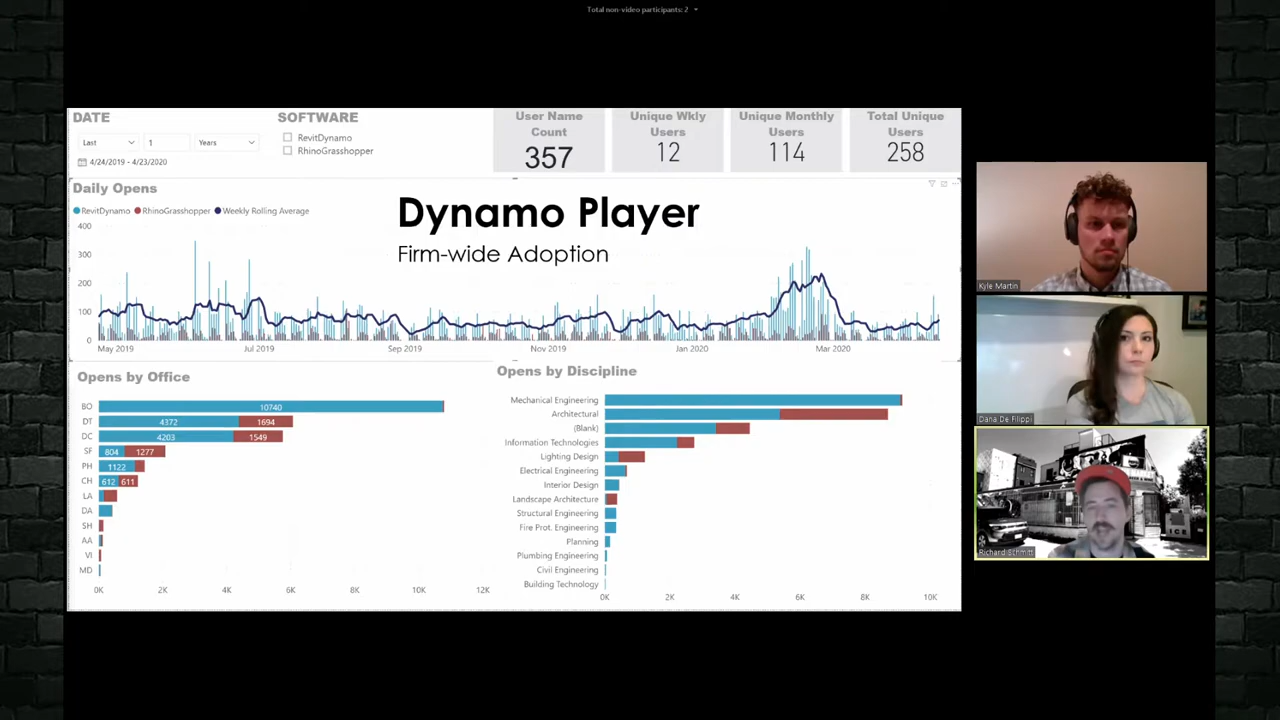 Total non-video participants: 2
DATE
SOFTWARE
Last
1
Years
4/24/2019 - 4/23/2020
RevitDynamo
RhinoGrasshopper
User Name
Count
357
Unique Wkly
Users
12
Unique Monthly
Users
114
Total Unique
Users
258
Daily Opens
RevitDynamo RhinoGrasshopper Weekly Rolling Average
Dynamo Player
Firm-wide Adoption
400
300
200
100
0
May 2019 Jul 2019 Sep 2019 Nov 2019 Jan 2020 Mar 2020
Opens by Office
BO 10740
DT 4372 1694
DC 4203 1549
SF 804 1277
PH 1122
CH 612 611
LA
DA
SH
AA
VI
MD
0K 2K 4K 6K 8K 10K 12K
Opens by Discipline
Mechanical Engineering
Architectural
(Blank)
Information Technologies
Lighting Design
Electrical Engineering
Interior Design
Landscape Architecture
Structural Engineering
Fire Prot. Engineering
Planning
Plumbing Engineering
Civil Engineering
Building Technology
0K 2K 4K 6K 8K 10K
Kyle Martin
Dana De Filippi
Richard Schmitt
ICE